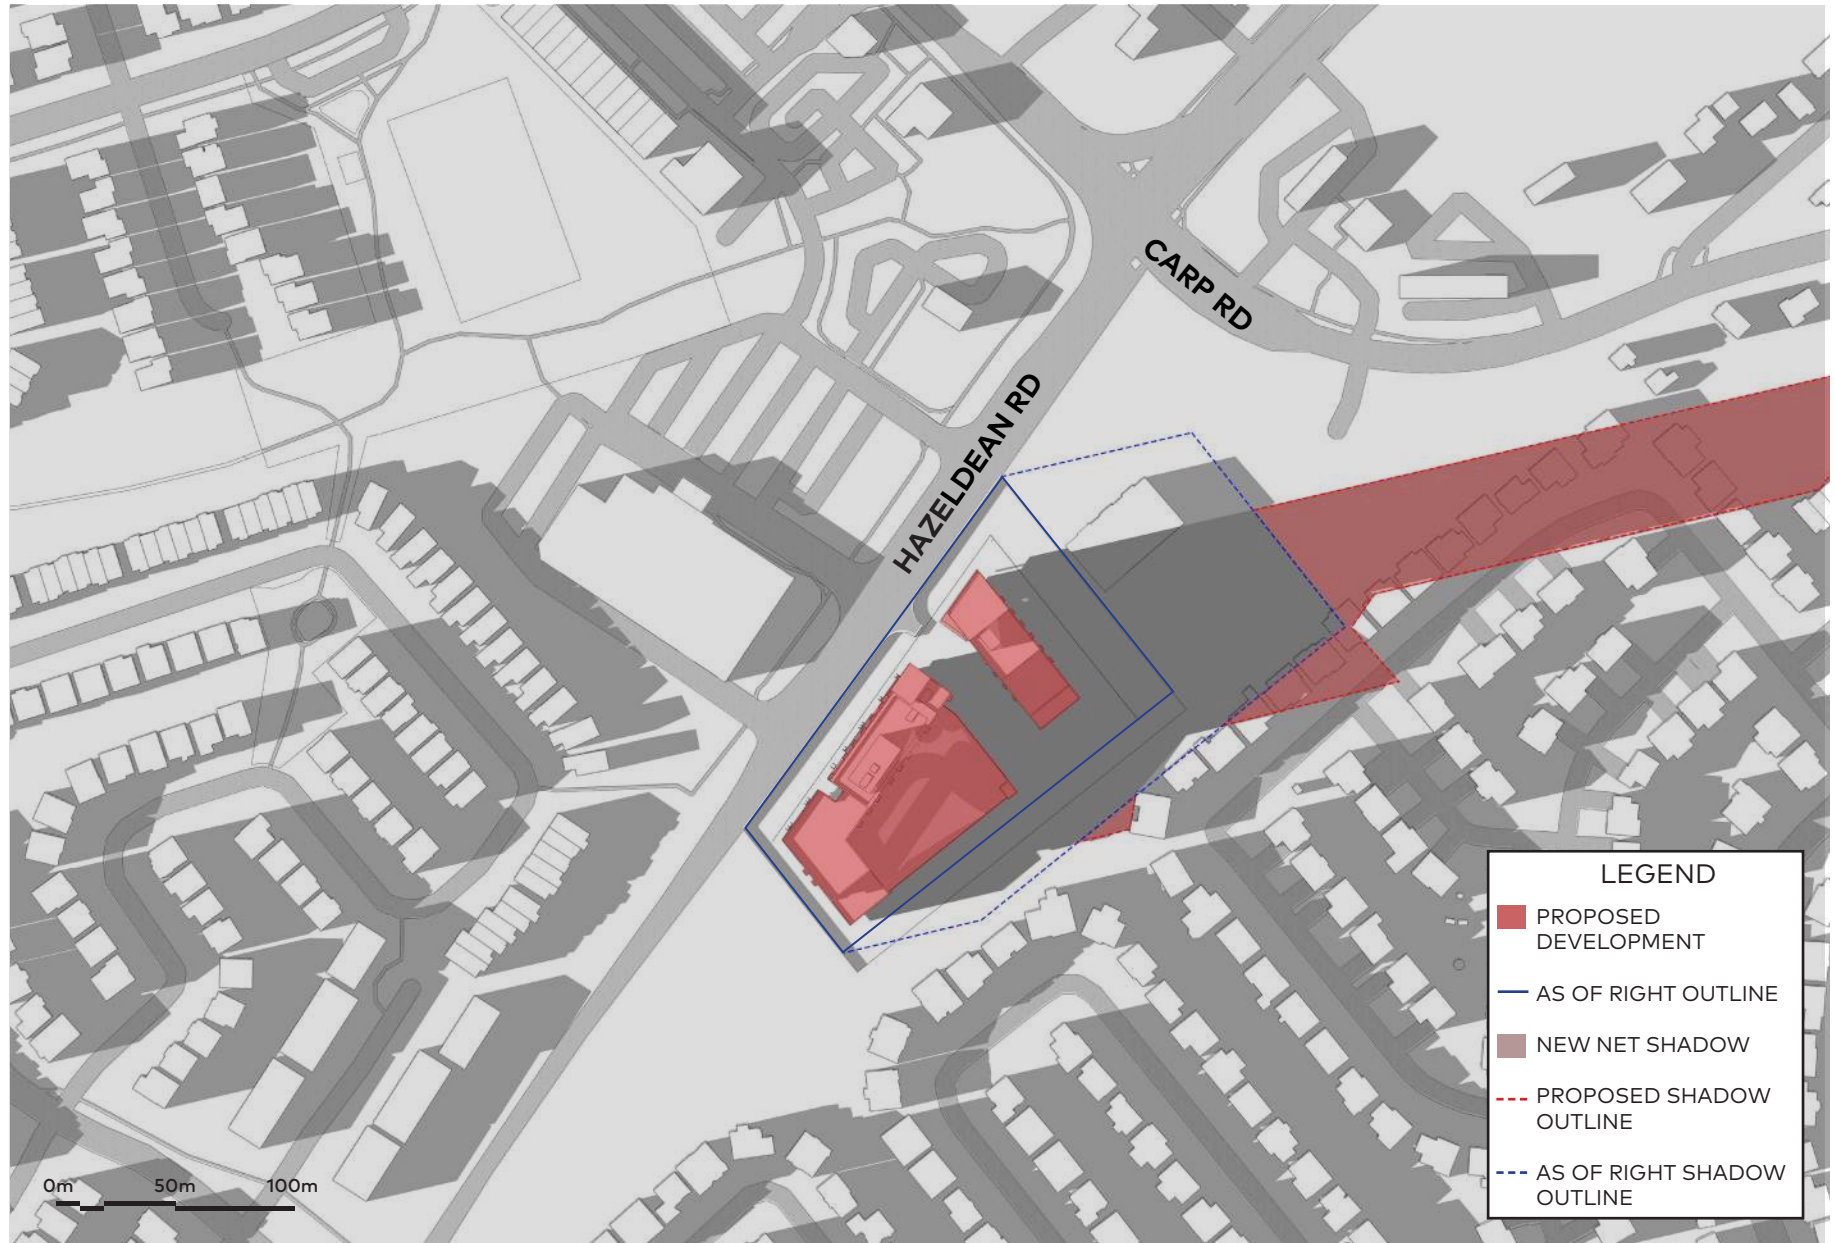 CARP RD
HAZELDEAN RD
LEGEND
PROPOSED
DEVELOPMENT
AS OF RIGHT OUTLINE
NEW NET SHADOW
PROPOSED SHADOW
OUTLINE
AS OF RIGHT SHADOW
OUTLINE
0m 50m 100m